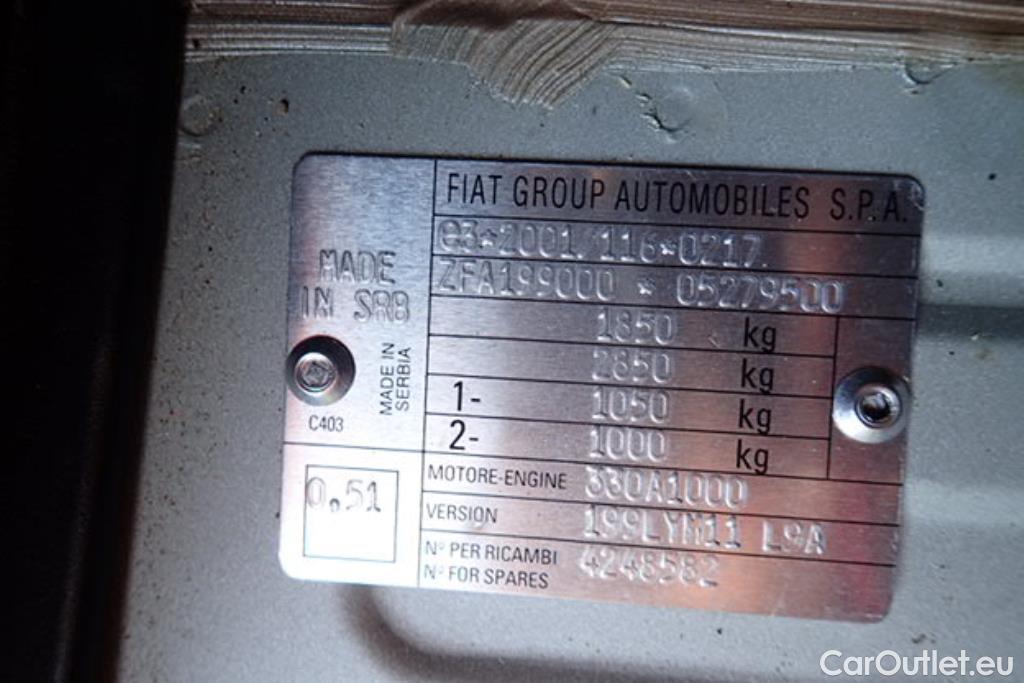 FIAT GROUP AUTOMOBILES S.P.A.
e3*2001/116*0217
ZFA199000 * 05279500
MADE
IN SRB
1850 kg
2850 kg
1- 1050 kg
2- 1000 kg
MADE IN
SERBIA
C403
0,51
MOTORE-ENGINE 330A1000
VERSION 199LYM11 L9A
N° PER RICAMBI
N° FOR SPARES 4248582
CarOutlet.eu